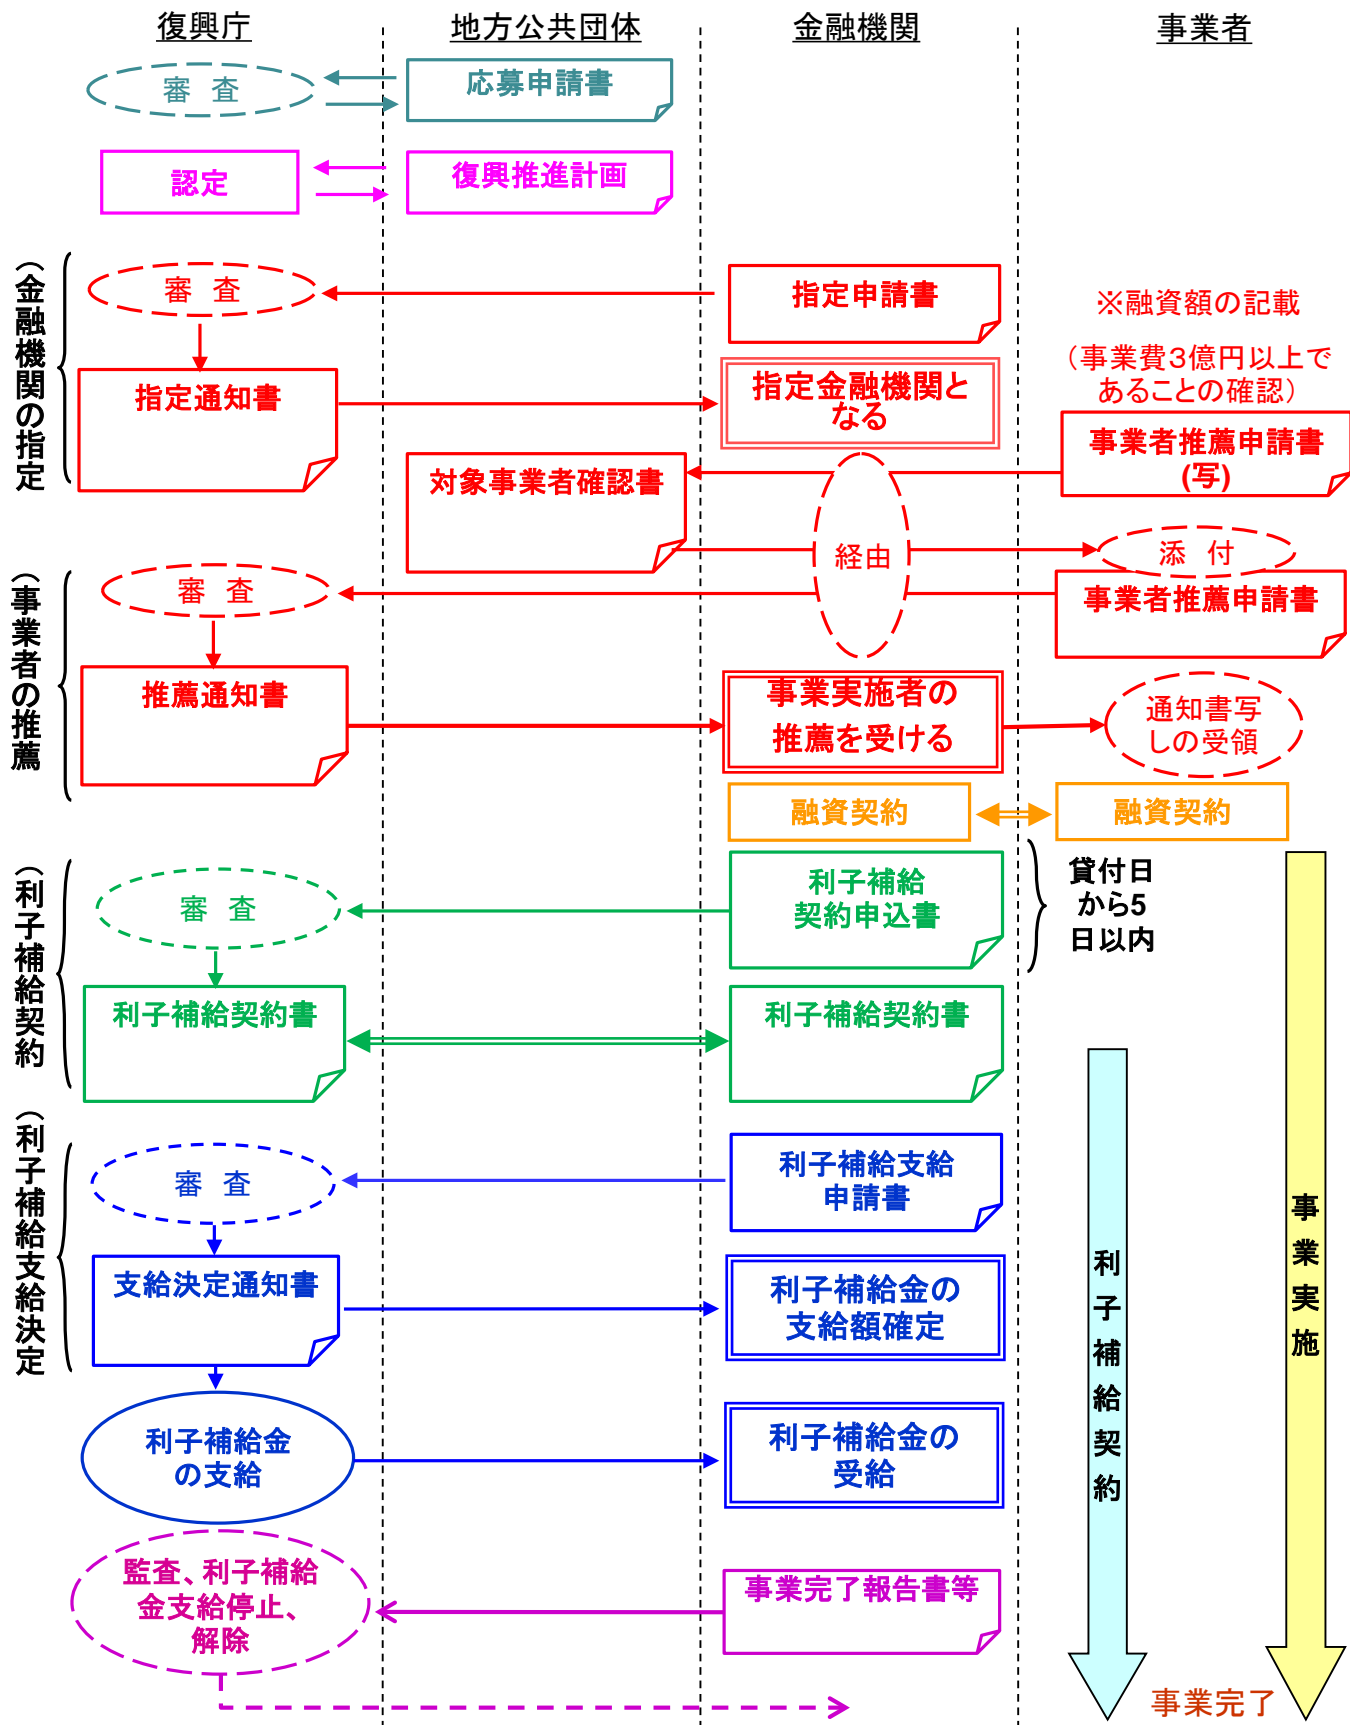 復興庁
地方公共団体
金融機関
事業者
審　査
応募申請書
認定
復興推進計画
（金融機関の指定
審　査
指定申請書
※融資額の記載
（事業費3億円以上で
あることの確認）
指定通知書
指定金融機関と
なる
事業者推薦申請書
(写)
対象事業者確認書
経由
添　付
（事業者の推薦
審　査
事業者推薦申請書
推薦通知書
事業実施者の
推薦を受ける
通知書写
しの受領
融資契約
融資契約
（利子補給契約
審　査
利子補給
契約申込書
貸付日
から5
日以内
利子補給契約書
利子補給契約書
（利子補給支給決定
審　査
利子補給支給
申請書
支給決定通知書
利子補給金の
支給額確定
利子補給契約
事業実施
利子補給金
の支給
利子補給金の
受給
監査、利子補給
金支給停止、
解除
事業完了報告書等
事業完了